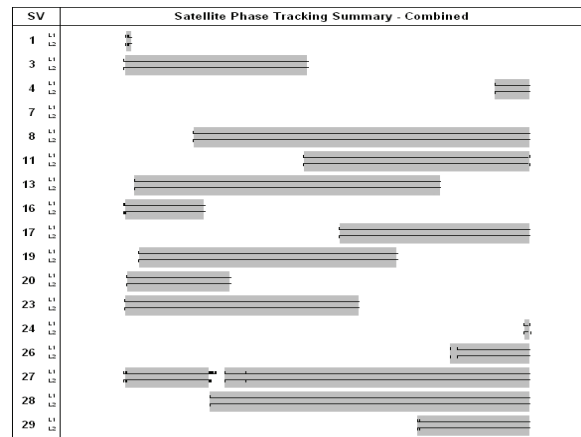 SV Satellite Phase Tracking Summary - Combined
1 L1
L2
3 L1
L2
4 L1
L2
7 L1
L2
8 L1
L2
11 L1
L2
13 L1
L2
16 L1
L2
17 L1
L2
19 L1
L2
20 L1
L2
23 L1
L2
24 L1
L2
26 L1
L2
27 L1
L2
28 L1
L2
29 L1
L2